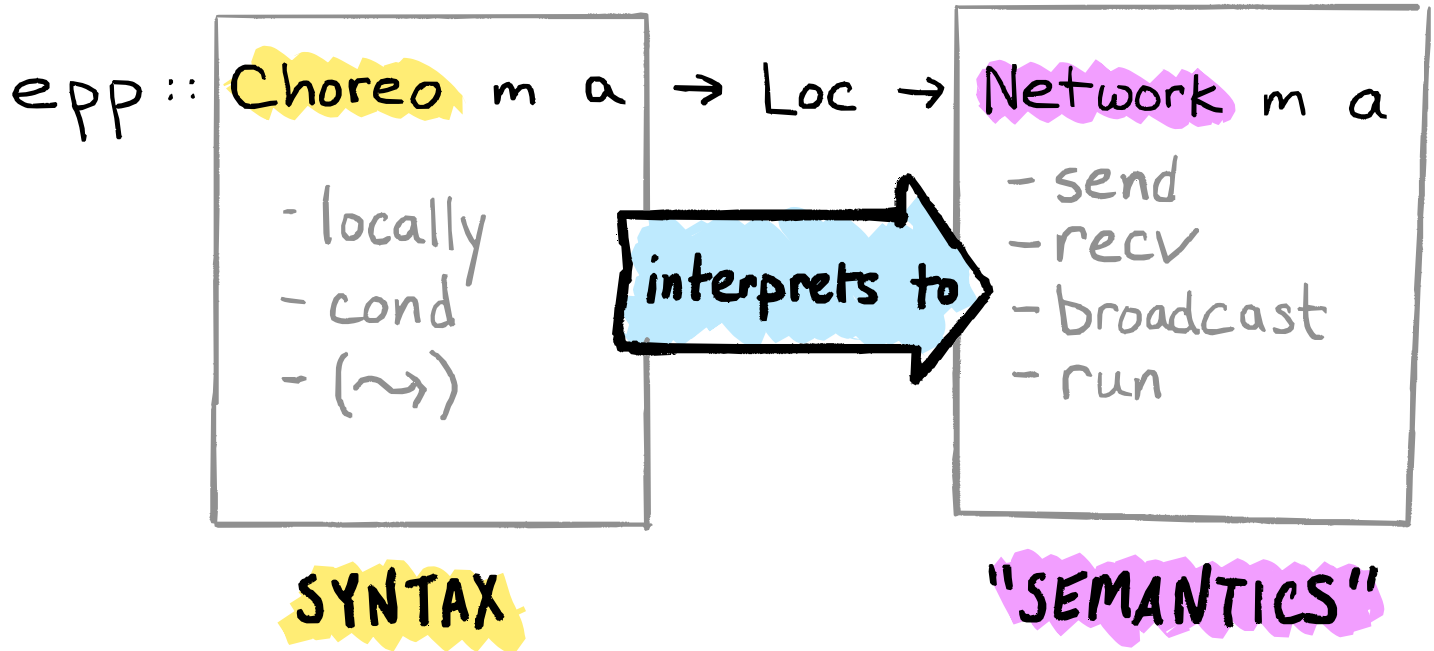 epp :: Choreo m a → Loc → Network m a
- locally
- cond
- (⤳)
interprets to
- send
- recv
- broadcast
- run
SYNTAX
"SEMANTICS"